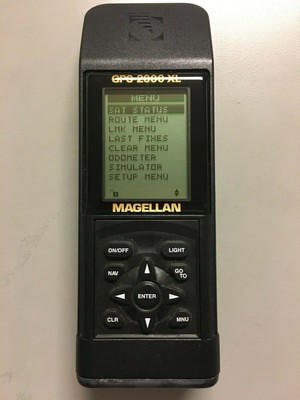 GPS 2000 XL
MENU
SAT STATUS
ROUTE MENU
LMK MENU
LAST FIXES
CLEAR MENU
ODOMETER
SIMULATOR
SETUP MENU
MAGELLAN
ON/OFF
LIGHT
NAV
GO TO
ENTER
CLR
MNU